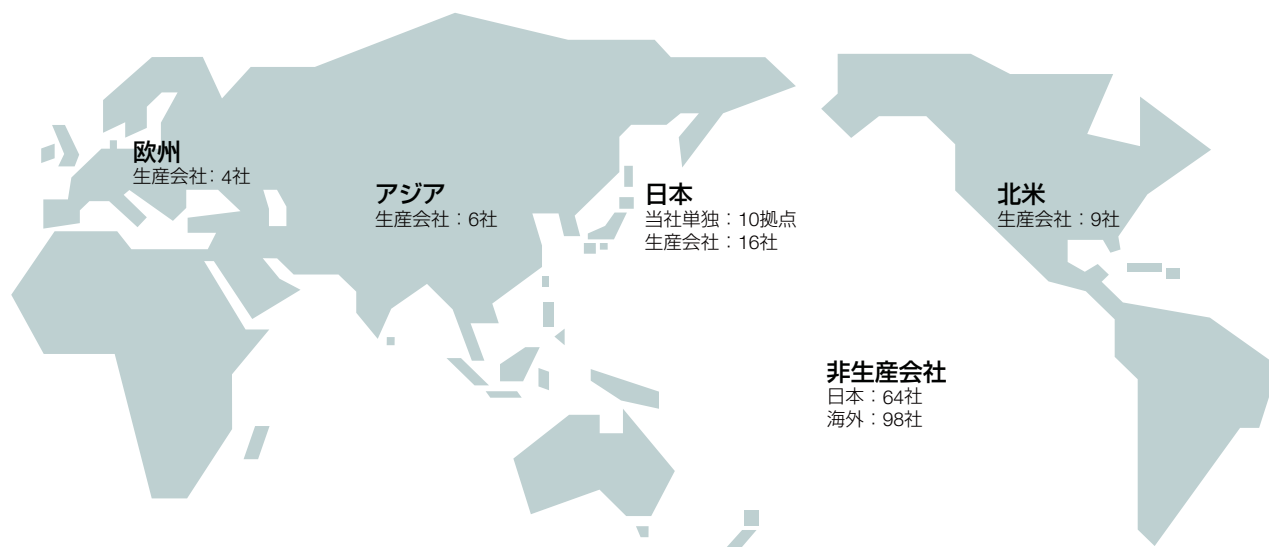 欧州
生産会社：4社
アジア
生産会社：6社
日本
当社単独：10拠点
生産会社：16社
北米
生産会社：9社
非生産会社
日本：64社
海外：98社